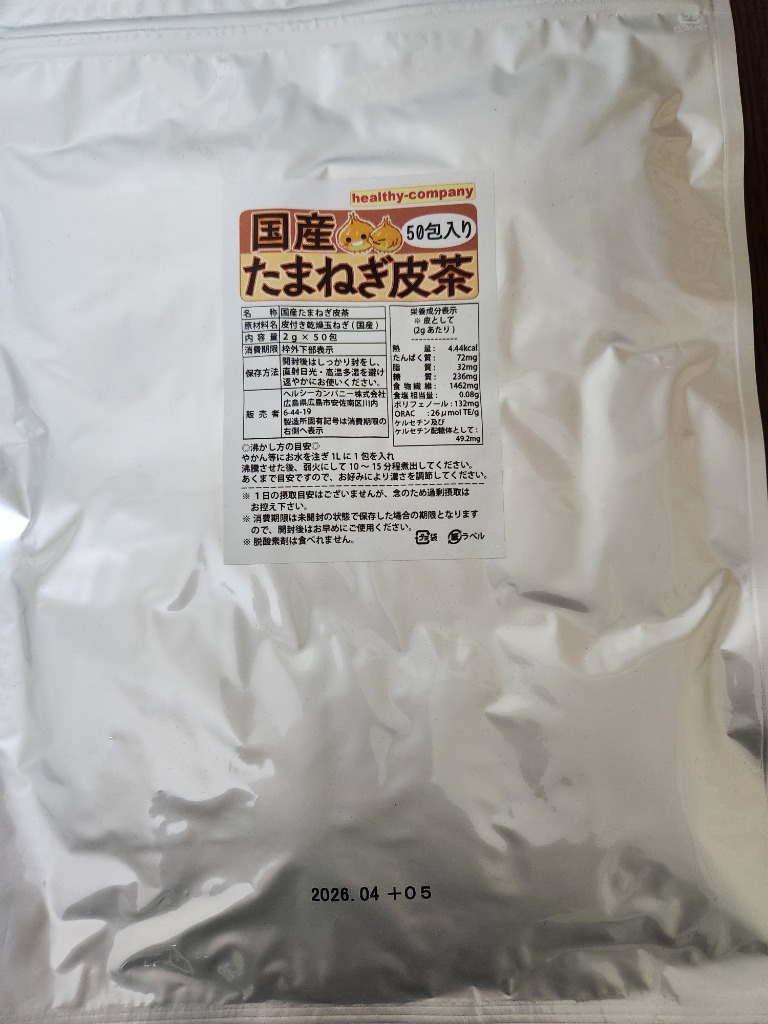 healthy-company
国産
50包入り
たまねぎ皮茶
名 称 国産たまねぎ皮茶
原材料名 皮付き乾燥玉ねぎ(国産)
内 容 量 2g×50包
消費期限 枠外下部表示
保存方法 開封後はしっかり封をし、
直射日光・高温多湿を避け
速やかにお使いください。
販 売 者 ヘルシーカンパニー株式会社
広島県広島市安佐南区川内
6-44-19
製造所固有記号は消費期限の
右側へ表示
栄養成分表示
※ 皮として
(2gあたり)
熱 量: 4.44kcal
たんぱく質: 72mg
脂 質: 32mg
糖 質: 236mg
食物繊維: 1462mg
食塩相当量: 0.08g
ポリフェノール: 132mg
ORAC : 26μmol TE/g
ケルセチン及び
ケルセチン配糖体として:
49.2mg
◎沸かし方の目安◎
やかん等にお水を注ぎ1Lに1包を入れ
沸騰させた後、弱火にして10～15分程煮出してください。
あくまで目安ですので、お好みにより濃さを調節してください。
※ 1日の摂取目安はございませんが、念のため過剰摂取は
お控え下さい。
※ 消費期限は未開封の状態で保存した場合の期限となります
ので、開封後はお早めにご使用ください。
※ 脱酸素剤は食べれません。
プラ 袋 紙 ラベル
2026.04 +05